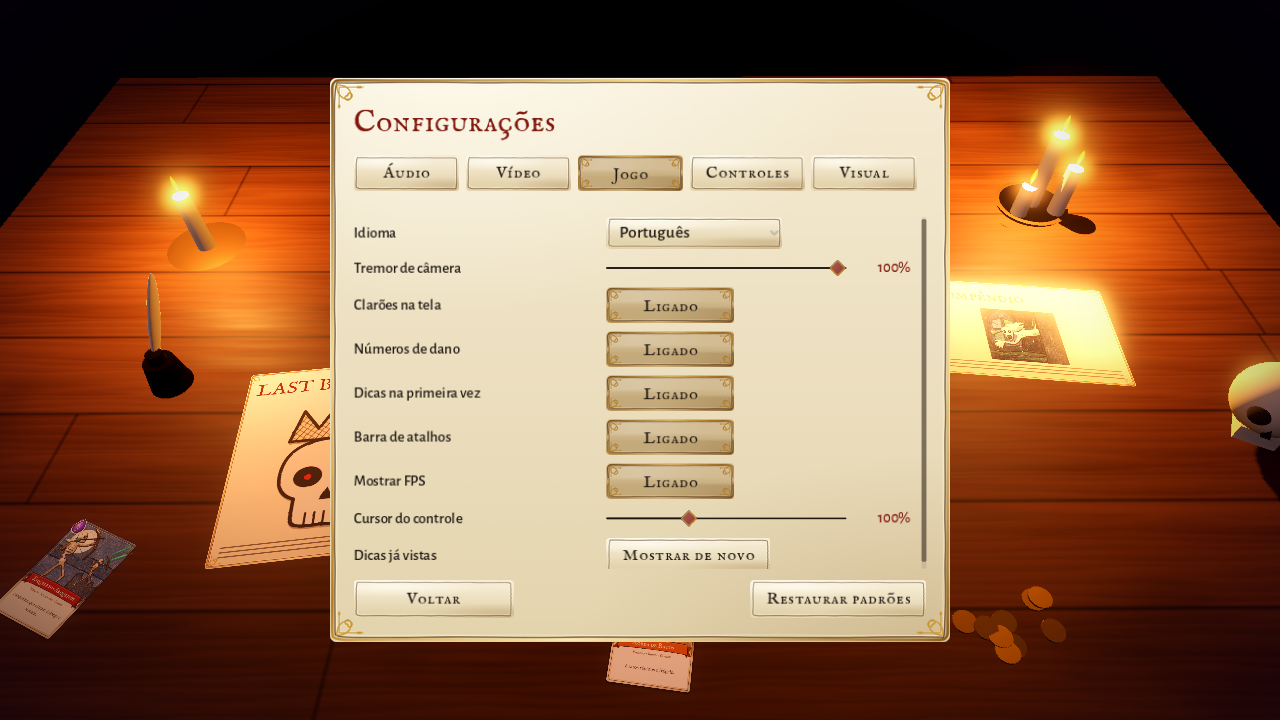 Configurações
Áudio
Vídeo
Jogo
Controles
Visual
Idioma
Português
Tremor de câmera
100%
Clarões na tela
Ligado
Números de dano
Ligado
Dicas na primeira vez
Ligado
Barra de atalhos
Ligado
Mostrar FPS
Ligado
Cursor do controle
100%
Dicas já vistas
Mostrar de novo
Voltar
Restaurar padrões
LAST